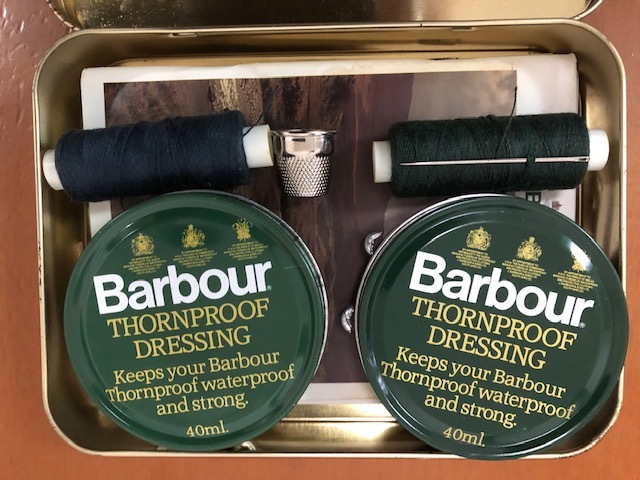 Barbour
THORNPROOF
DRESSING
Keeps your Barbour
Thornproof waterproof
and strong.
40ml.
Barbour
THORNPROOF
DRESSING
Keeps your Barbour
Thornproof waterproof
and strong.
40ml.